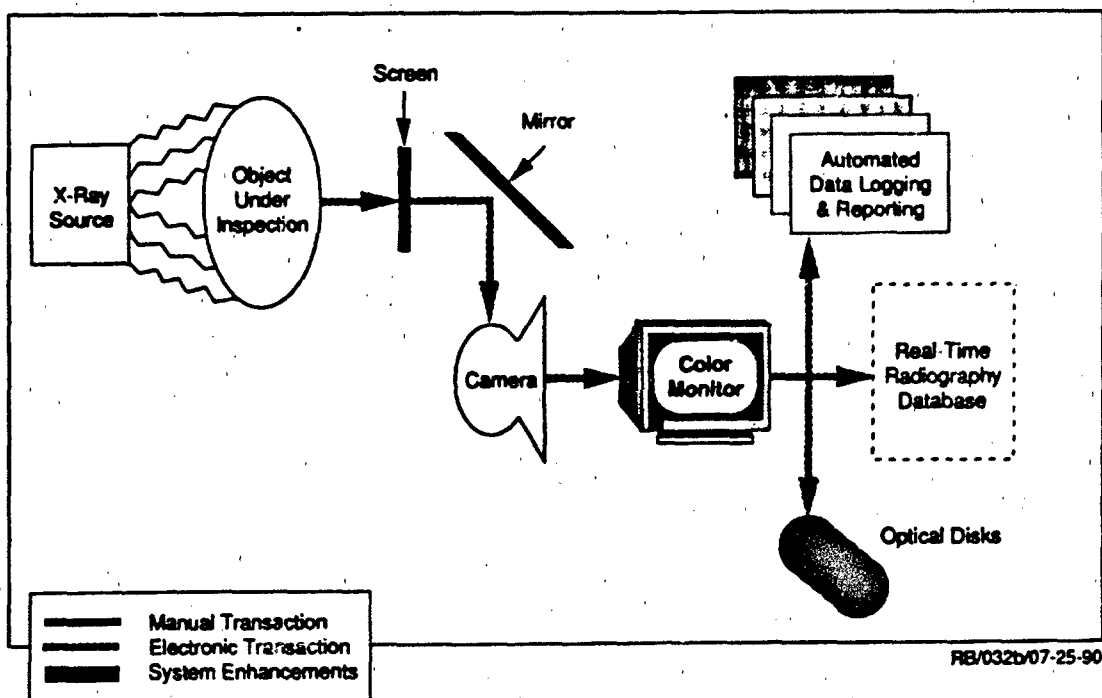 Screen
Mirror
X-Ray
Source
Object
Under
Inspection
Automated
Data Logging
& Reporting
Camera
Color
Monitor
Real-Time
Radiography
Database
Optical Disks
Manual Transaction
Electronic Transaction
System Enhancements
RB/032b/07-25-90